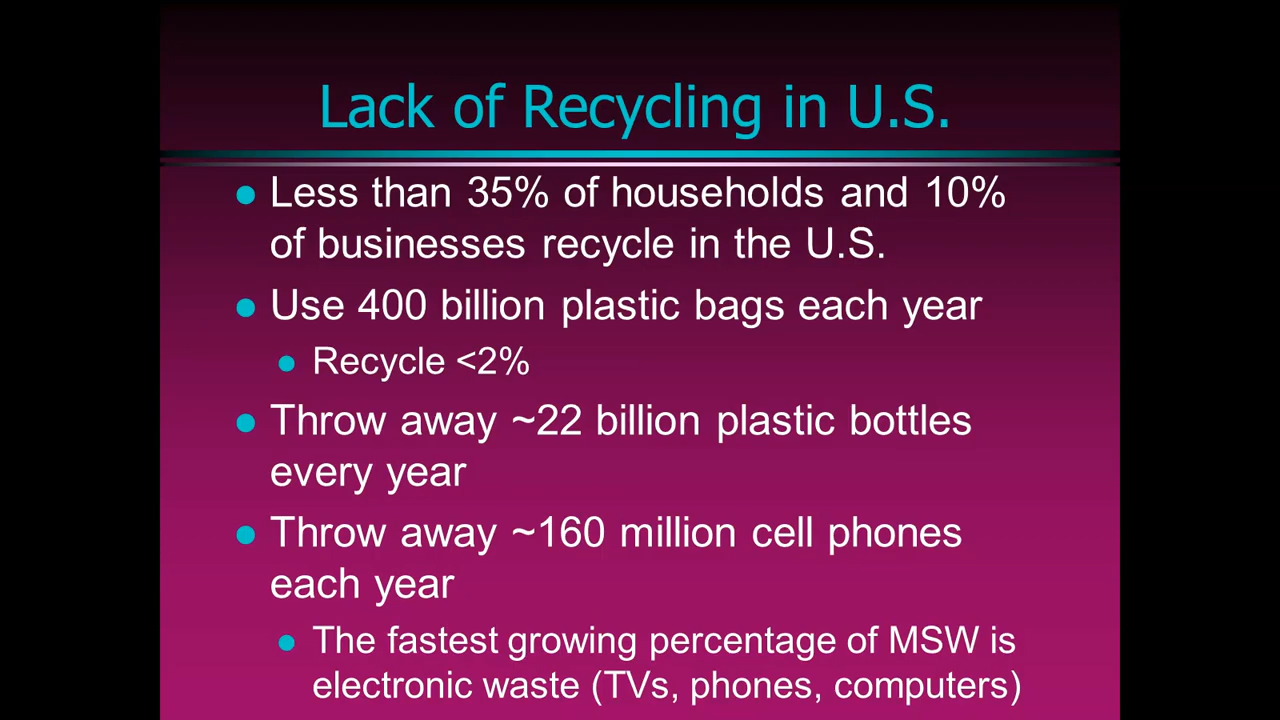 Lack of Recycling in U.S.
Less than 35% of households and 10%
of businesses recycle in the U.S.
Use 400 billion plastic bags each year
Recycle <2%
Throw away ~22 billion plastic bottles
every year
Throw away ~160 million cell phones
each year
The fastest growing percentage of MSW is
electronic waste (TVs, phones, computers)